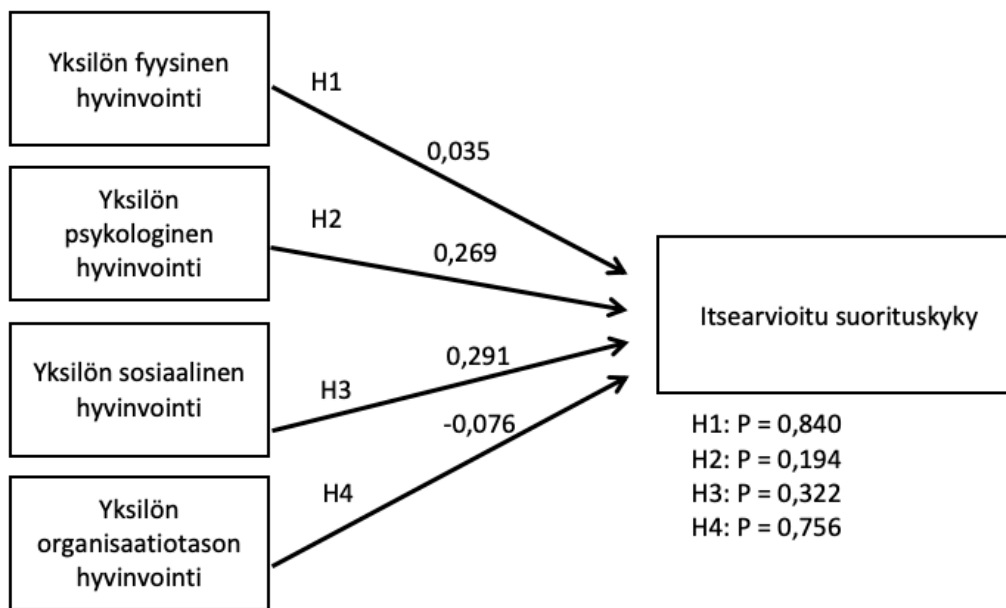 Yksilön fyysinen
hyvinvointi
H1
0,035
Yksilön
psykologinen
hyvinvointi
H2
0,269
Yksilön sosiaalinen
hyvinvointi
H3
0,291
Yksilön
organisaatiotason
hyvinvointi
H4
-0,076
Itsearvioitu suorituskyky
H1: P = 0,840
H2: P = 0,194
H3: P = 0,322
H4: P = 0,756